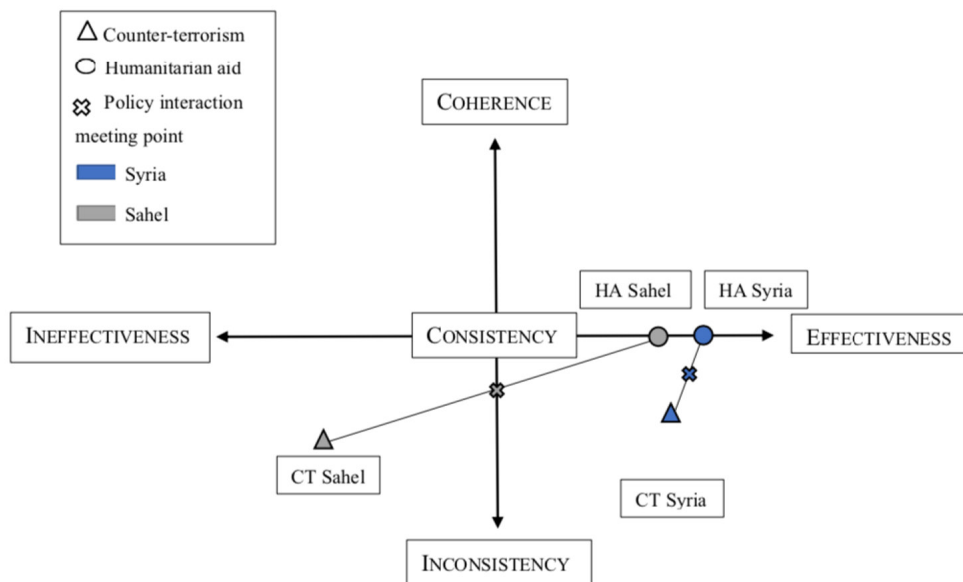 Counter-terrorism
Humanitarian aid
Policy interaction
meeting point
Syria
Sahel
COHERENCE
HA Sahel
HA Syria
INEFFECTIVENESS
CONSISTENCY
EFFECTIVENESS
CT Sahel
CT Syria
INCONSISTENCY